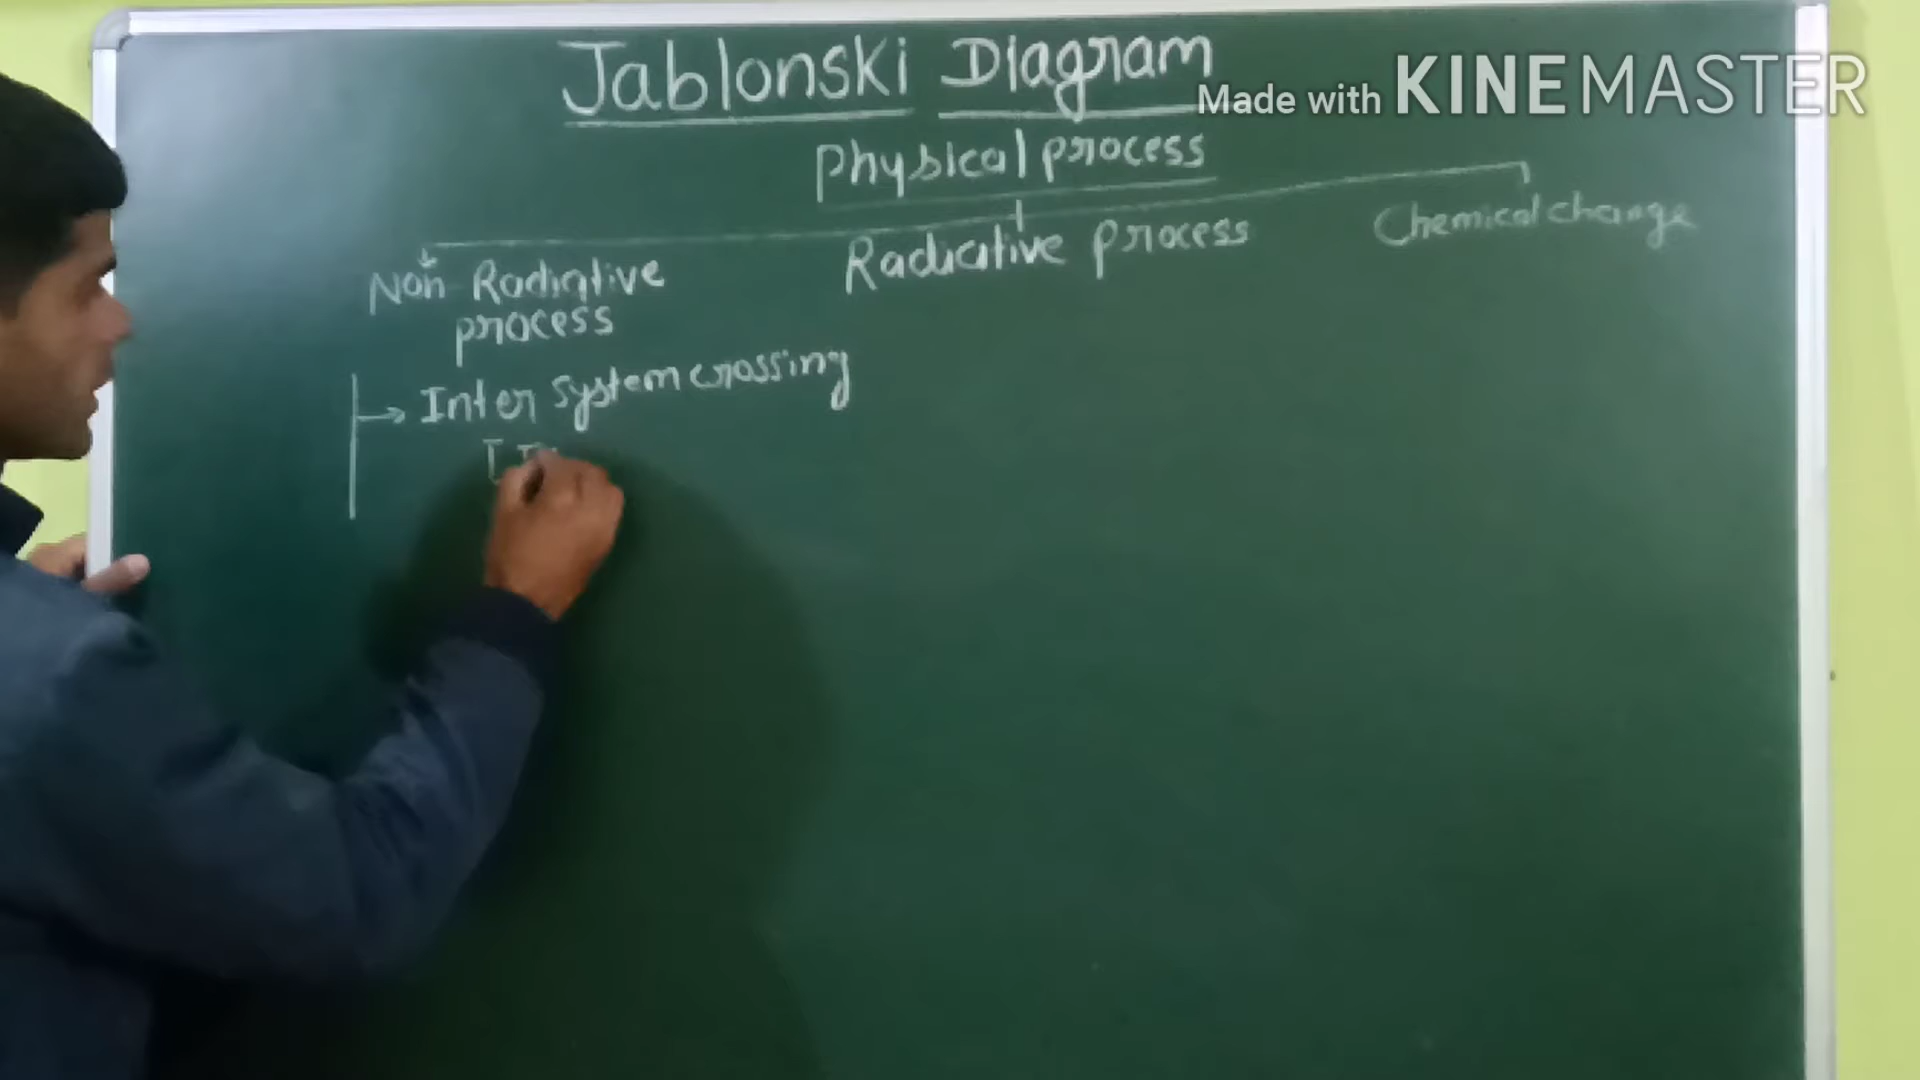 Jablonski Diagram
Made with KINEMASTER
Physical process
Non Radiative process
Radiative process
Chemical change
Inter system crossing
[I